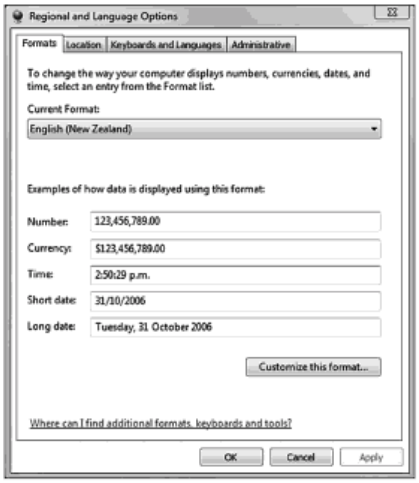 Regional and Language Options
Formats Location Keyboards and Languages Administrative
To change the way your computer displays numbers, currencies, dates, and
time, select an entry from the Format list.
Current Format:
English (New Zealand)
Examples of how data is displayed using this format:
Number: 123,456,789.00
Currency: $123,456,789.00
Time: 2:50:29 p.m.
Short date: 31/10/2006
Long date: Tuesday, 31 October 2006
Customize this format...
Where can I find additional formats, keyboards and tools?
OK Cancel Apply